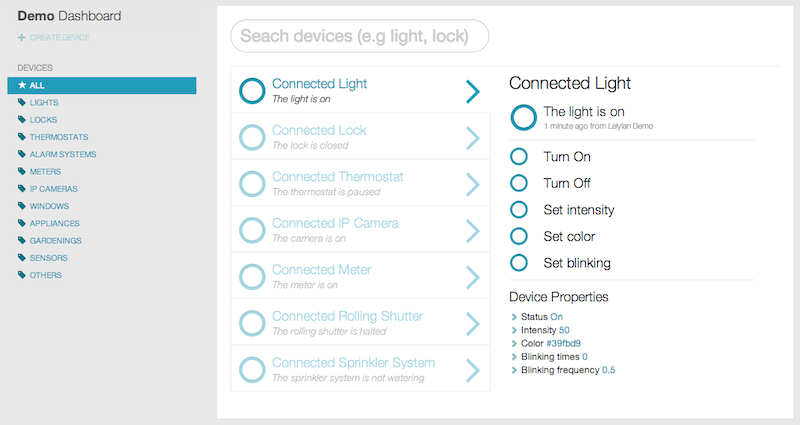 Demo Dashboard
CREATE DEVICE
DEVICES
ALL
LIGHTS
LOCKS
THERMOSTATS
ALARM SYSTEMS
METERS
IP CAMERAS
WINDOWS
APPLIANCES
GARDENINGS
SENSORS
OTHERS
Seach devices (e.g light, lock)
Connected Light
The light is on
Connected Lock
The lock is closed
Connected Thermostat
The thermostat is paused
Connected IP Camera
The camera is on
Connected Meter
The meter is on
Connected Rolling Shutter
The rolling shutter is halted
Connected Sprinkler System
The sprinkler system is not watering
Connected Light
The light is on
1 minute ago from Lelylan Demo
Turn On
Turn Off
Set intensity
Set color
Set blinking
Device Properties
Status On
Intensity 50
Color #39fbd9
Blinking times 0
Blinking frequency 0.5